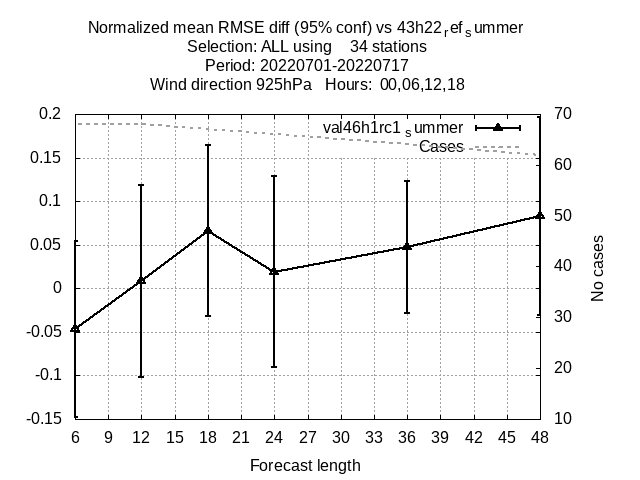 Normalized mean RMSE diff (95% conf) vs 43h22refsummer
Selection: ALL using 34 stations
Period: 20220701-20220717
Wind direction 925hPa Hours: 00,06,12,18
val46h1rc1summer
Cases
0.2
0.15
0.1
0.05
0
-0.05
-0.1
-0.15
70
60
50
40
30
20
10
No cases
6 9 12 15 18 21 24 27 30 33 36 39 42 45 48
Forecast length